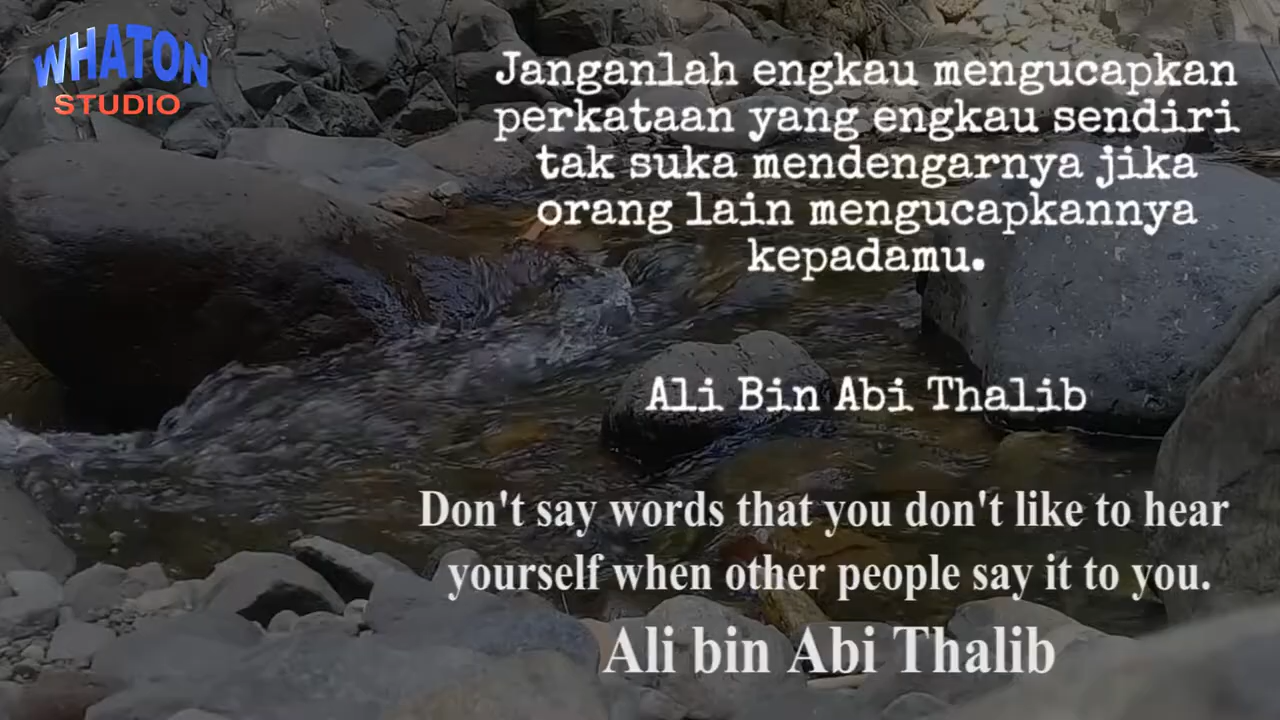 WHATON
STUDIO
Janganlah engkau mengucapkan
perkataan yang engkau sendiri
tak suka mendengarnya jika
orang lain mengucapkannya
kepadamu.
Ali Bin Abi Thalib
Don't say words that you don't like to hear
yourself when other people say it to you.
Ali bin Abi Thalib